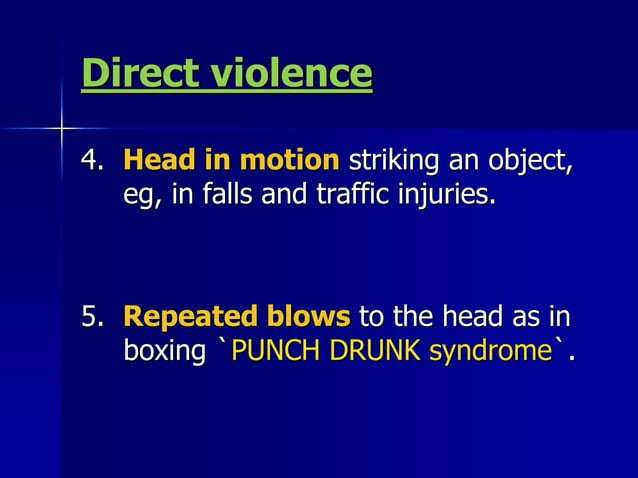 Direct violence
4. Head in motion striking an object,
eg, in falls and traffic injuries.
5. Repeated blows to the head as in
boxing `PUNCH DRUNK syndrome`.